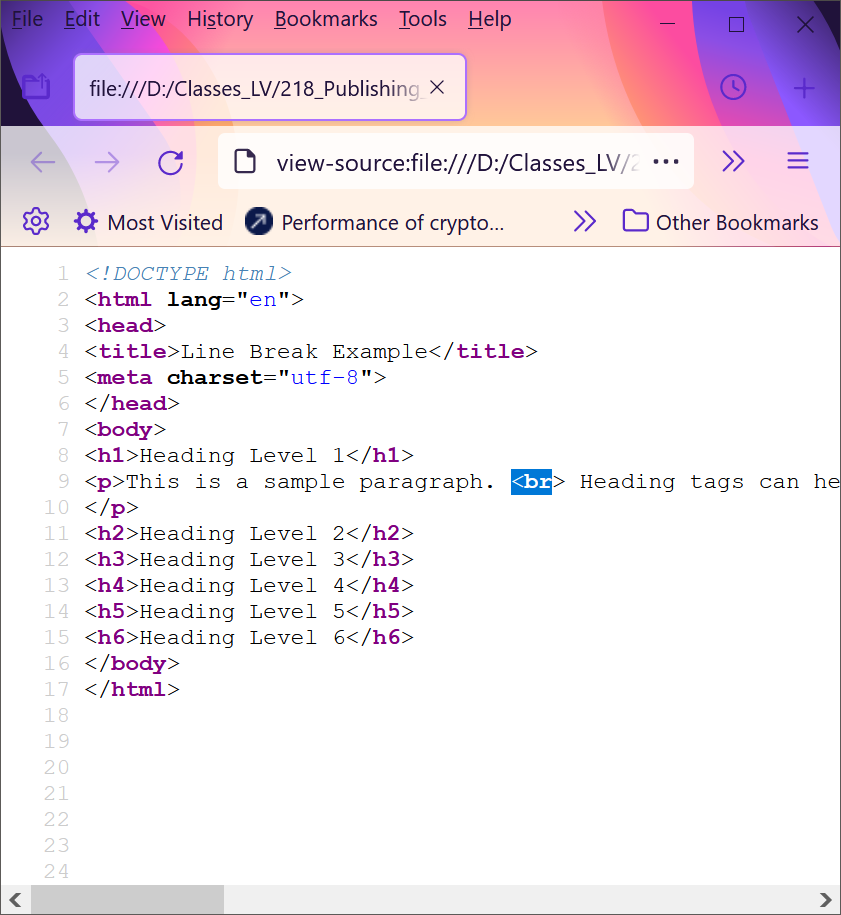 File Edit View History Bookmarks Tools Help
file:///D:/Classes_LV/218_Publishing_
view-source:file:///D:/Classes_LV/2
Most Visited Performance of crypto... Other Bookmarks
1 <!DOCTYPE html>
2 <html lang="en">
3 <head>
4 <title>Line Break Example</title>
5 <meta charset="utf-8">
6 </head>
7 <body>
8 <h1>Heading Level 1</h1>
9 <p>This is a sample paragraph. <br> Heading tags can he
10 </p>
11 <h2>Heading Level 2</h2>
12 <h3>Heading Level 3</h3>
13 <h4>Heading Level 4</h4>
14 <h5>Heading Level 5</h5>
15 <h6>Heading Level 6</h6>
16 </body>
17 </html>
18
19
20
21
22
23
24